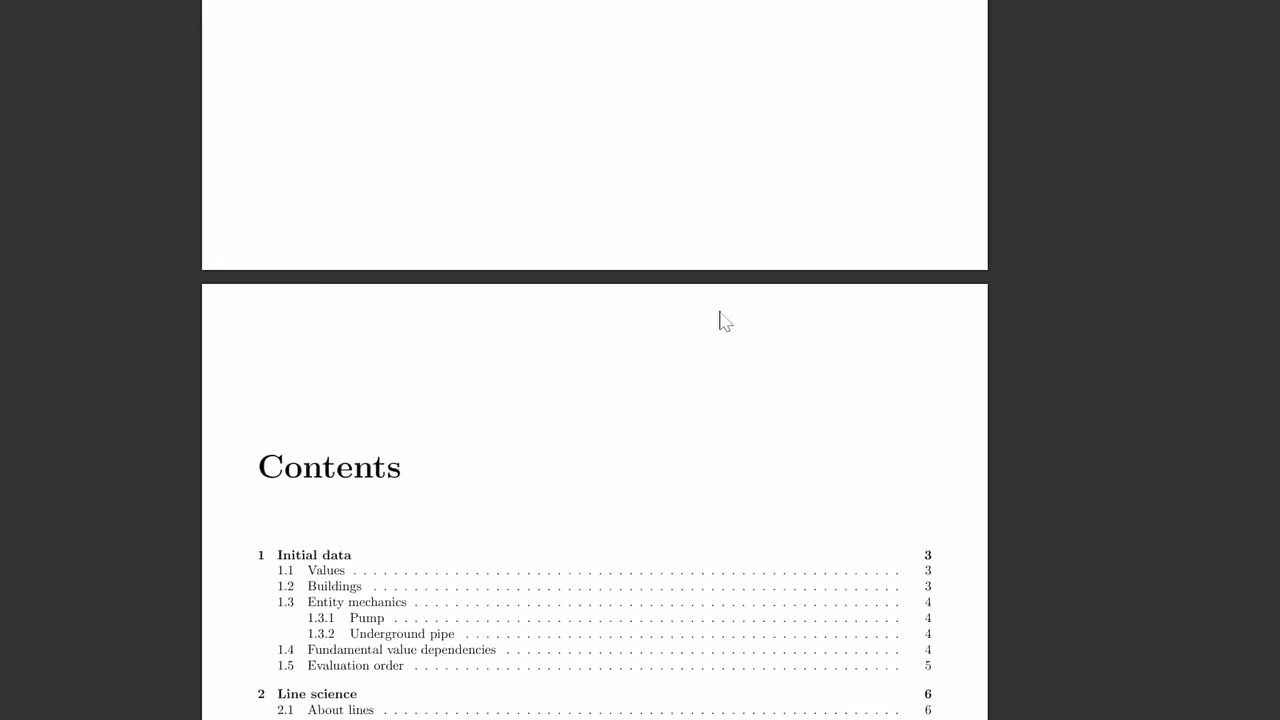 Contents
1 Initial data 3
1.1 Values . . . . . . . . . . . . . . . . . . . . . . . . . . . . . . . . . . . . . 3
1.2 Buildings . . . . . . . . . . . . . . . . . . . . . . . . . . . . . . . . . . . . 3
1.3 Entity mechanics . . . . . . . . . . . . . . . . . . . . . . . . . . . . . . . . . 4
1.3.1 Pump . . . . . . . . . . . . . . . . . . . . . . . . . . . . . . . . . . 4
1.3.2 Underground pipe . . . . . . . . . . . . . . . . . . . . . . . . . . . . . 4
1.4 Fundamental value dependencies . . . . . . . . . . . . . . . . . . . . . . . . . . . 4
1.5 Evaluation order . . . . . . . . . . . . . . . . . . . . . . . . . . . . . . . . . 5
2 Line science 6
2.1 About lines . . . . . . . . . . . . . . . . . . . . . . . . . . . . . . . . . . . 6